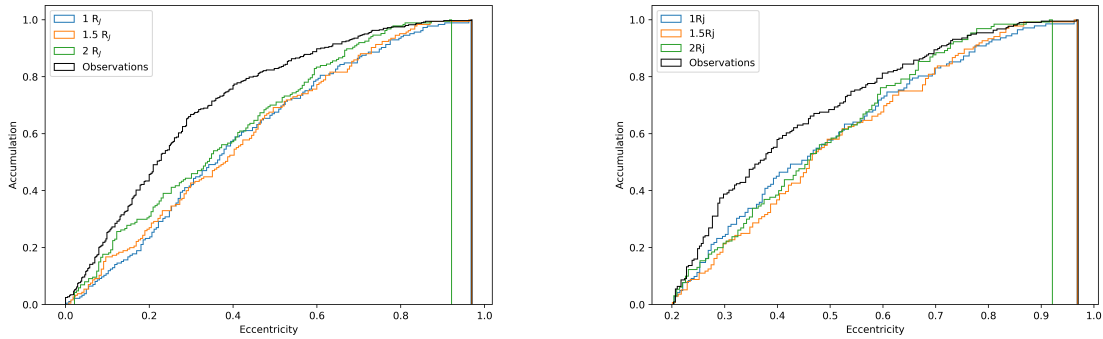 1.0
0.8
0.6
0.4
0.2
0.0
Accumulation
1 R_J
1.5 R_J
2 R_J
Observations
0.0 0.2 0.4 0.6 0.8 1.0
Eccentricity
1.0
0.8
0.6
0.4
0.2
0.0
Accumulation
1Rj
1.5Rj
2Rj
Observations
0.2 0.3 0.4 0.5 0.6 0.7 0.8 0.9 1.0
Eccentricity